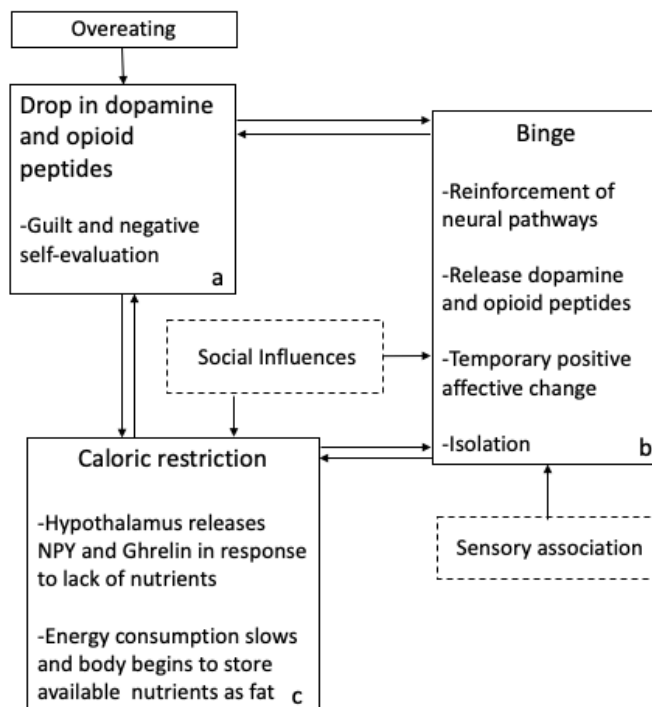 Overeating
Drop in dopamine
and opioid
peptides
-Guilt and negative
self-evaluation
a
Binge
-Reinforcement of
neural pathways
-Release dopamine
and opioid peptides
-Temporary positive
affective change
-Isolation
b
Social Influences
Caloric restriction
-Hypothalamus releases
NPY and Ghrelin in response
to lack of nutrients
-Energy consumption slows
and body begins to store
available nutrients as fat
c
Sensory association